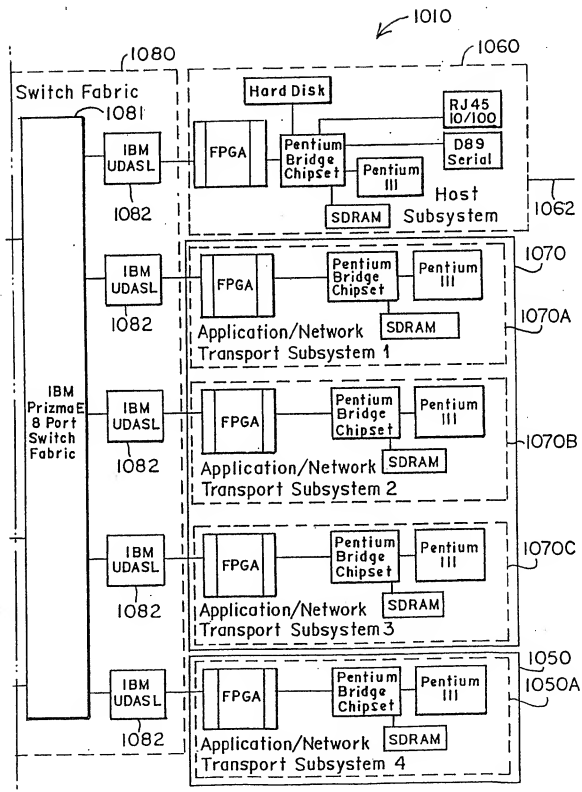 1010
1080
1060
Switch Fabric
1081
IBM
UDASL
1082
FPGA
Hard Disk
Pentium
Bridge
Chipset
RJ45
10/100
D89
Serial
Pentium
III
SDRAM
Host
Subsystem
1062
IBM
UDASL
1082
FPGA
Pentium
Bridge
Chipset
Pentium
III
SDRAM
Application/Network
Transport Subsystem 1
1070
1070A
IBM
PrizmaE
8 Port
Switch
Fabric
IBM
UDASL
1082
FPGA
Pentium
Bridge
Chipset
Pentium
III
SDRAM
Application/Network
Transport Subsystem 2
1070B
IBM
UDASL
1082
FPGA
Pentium
Bridge
Chipset
Pentium
III
SDRAM
Application/Network
Transport Subsystem 3
1070C
IBM
UDASL
1082
FPGA
Pentium
Bridge
Chipset
Pentium
III
SDRAM
Application/Network
Transport Subsystem 4
1050
1050A